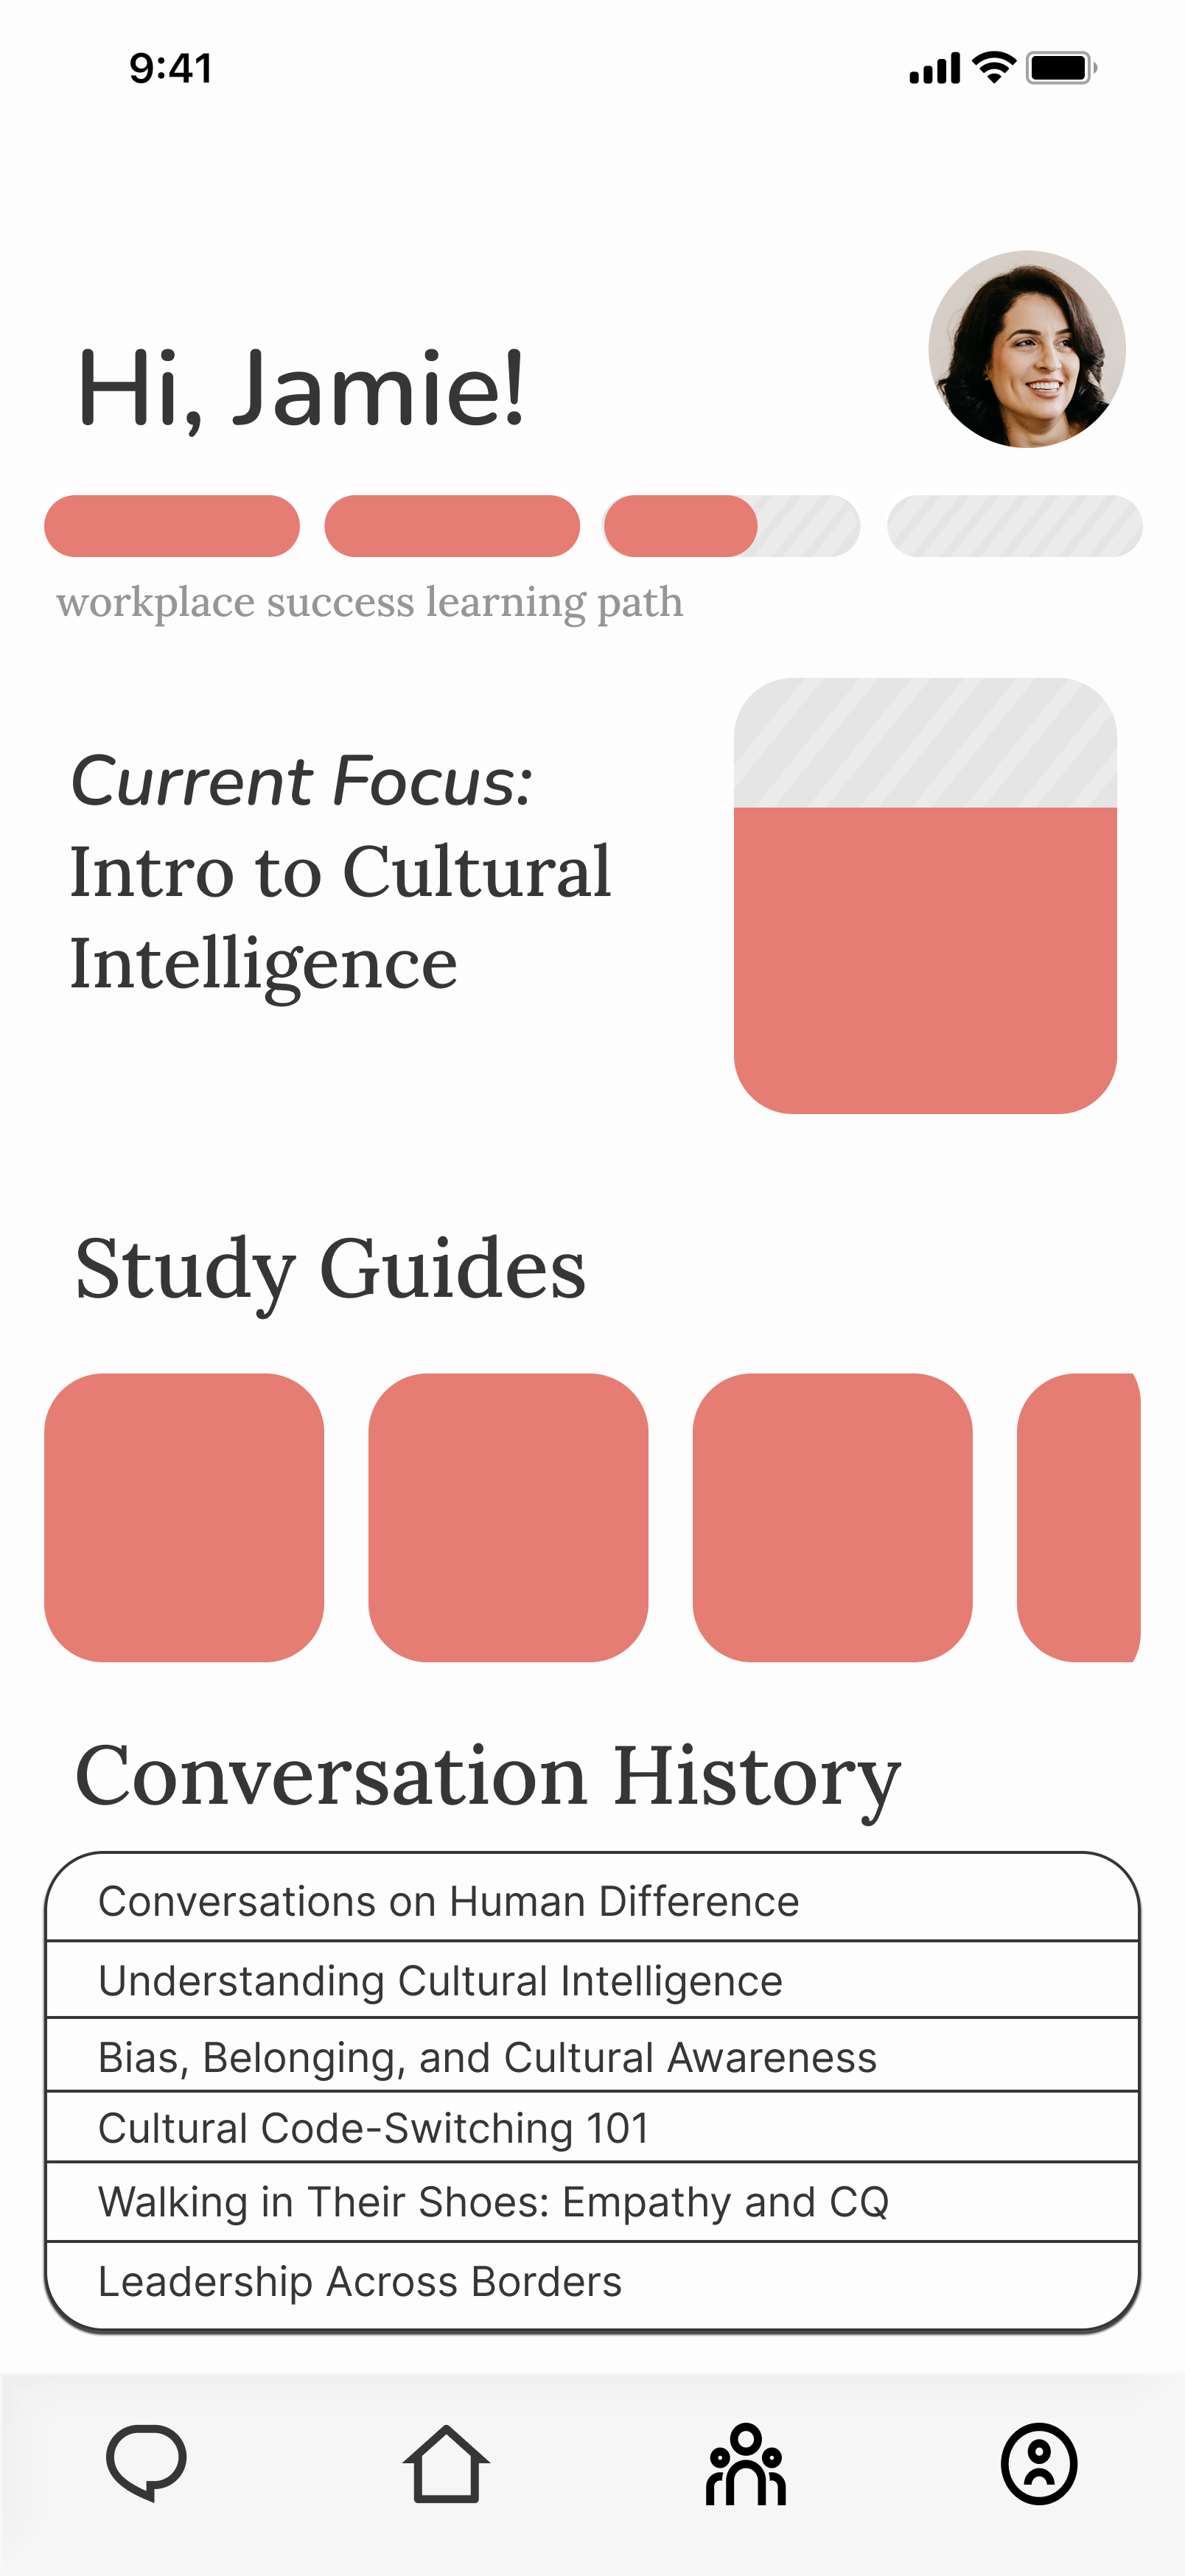 9:41
Hi, Jamie!
workplace success learning path
Current Focus:
Intro to Cultural
Intelligence
Study Guides
Conversation History
Conversations on Human Difference
Understanding Cultural Intelligence
Bias, Belonging, and Cultural Awareness
Cultural Code-Switching 101
Walking in Their Shoes: Empathy and CQ
Leadership Across Borders